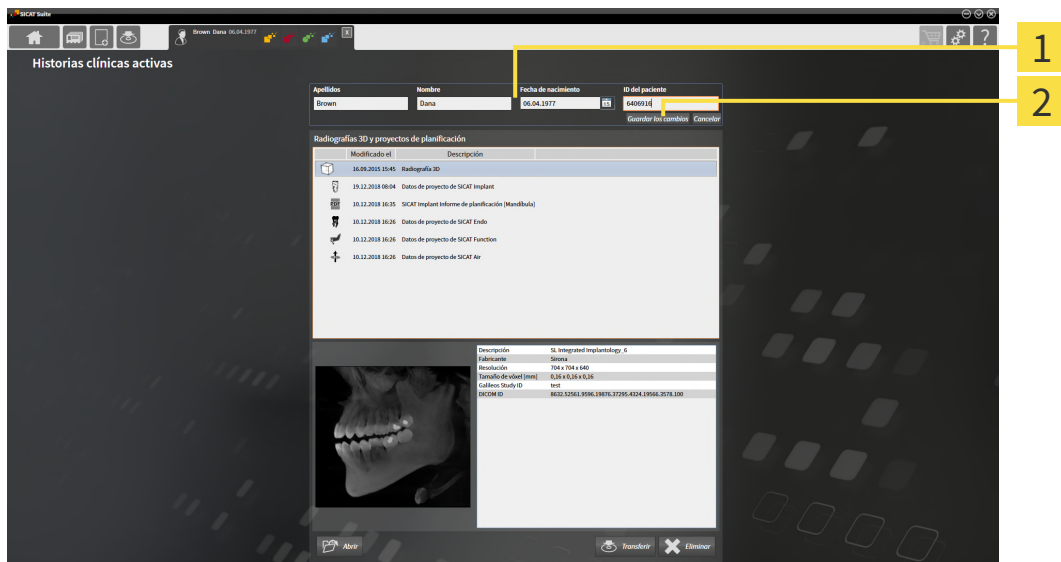 SICAT Suite
Brown Dana 06.04.1977
x
?
1
Historias clínicas activas
Apellidos Nombre Fecha de nacimiento ID del paciente
Brown Dana 06.04.1977 15 6406916
2
Guardar los cambios Cancelar
Radiografías 3D y proyectos de planificación
Modificado el Descripción
16.09.2015 15:45 Radiografía 3D
19.12.2018 08:04 Datos de proyecto de SICAT Implant
PDF 10.12.2018 16:35 SICAT Implant Informe de planificación (Mandíbula)
10.12.2018 16:26 Datos de proyecto de SICAT Endo
10.12.2018 16:26 Datos de proyecto de SICAT Function
10.12.2018 16:26 Datos de proyecto de SICAT Air
Descripción SL Integrated Implantology_6
Fabricante Sirona
Resolución 704 x 704 x 640
Tamaño de vóxel [mm] 0,16 x 0,16 x 0,16
Galileos Study ID test
DICOM ID 8632.52561.9596.19876.37295.4324.19566.3578.100
Abrir Transferir Eliminar